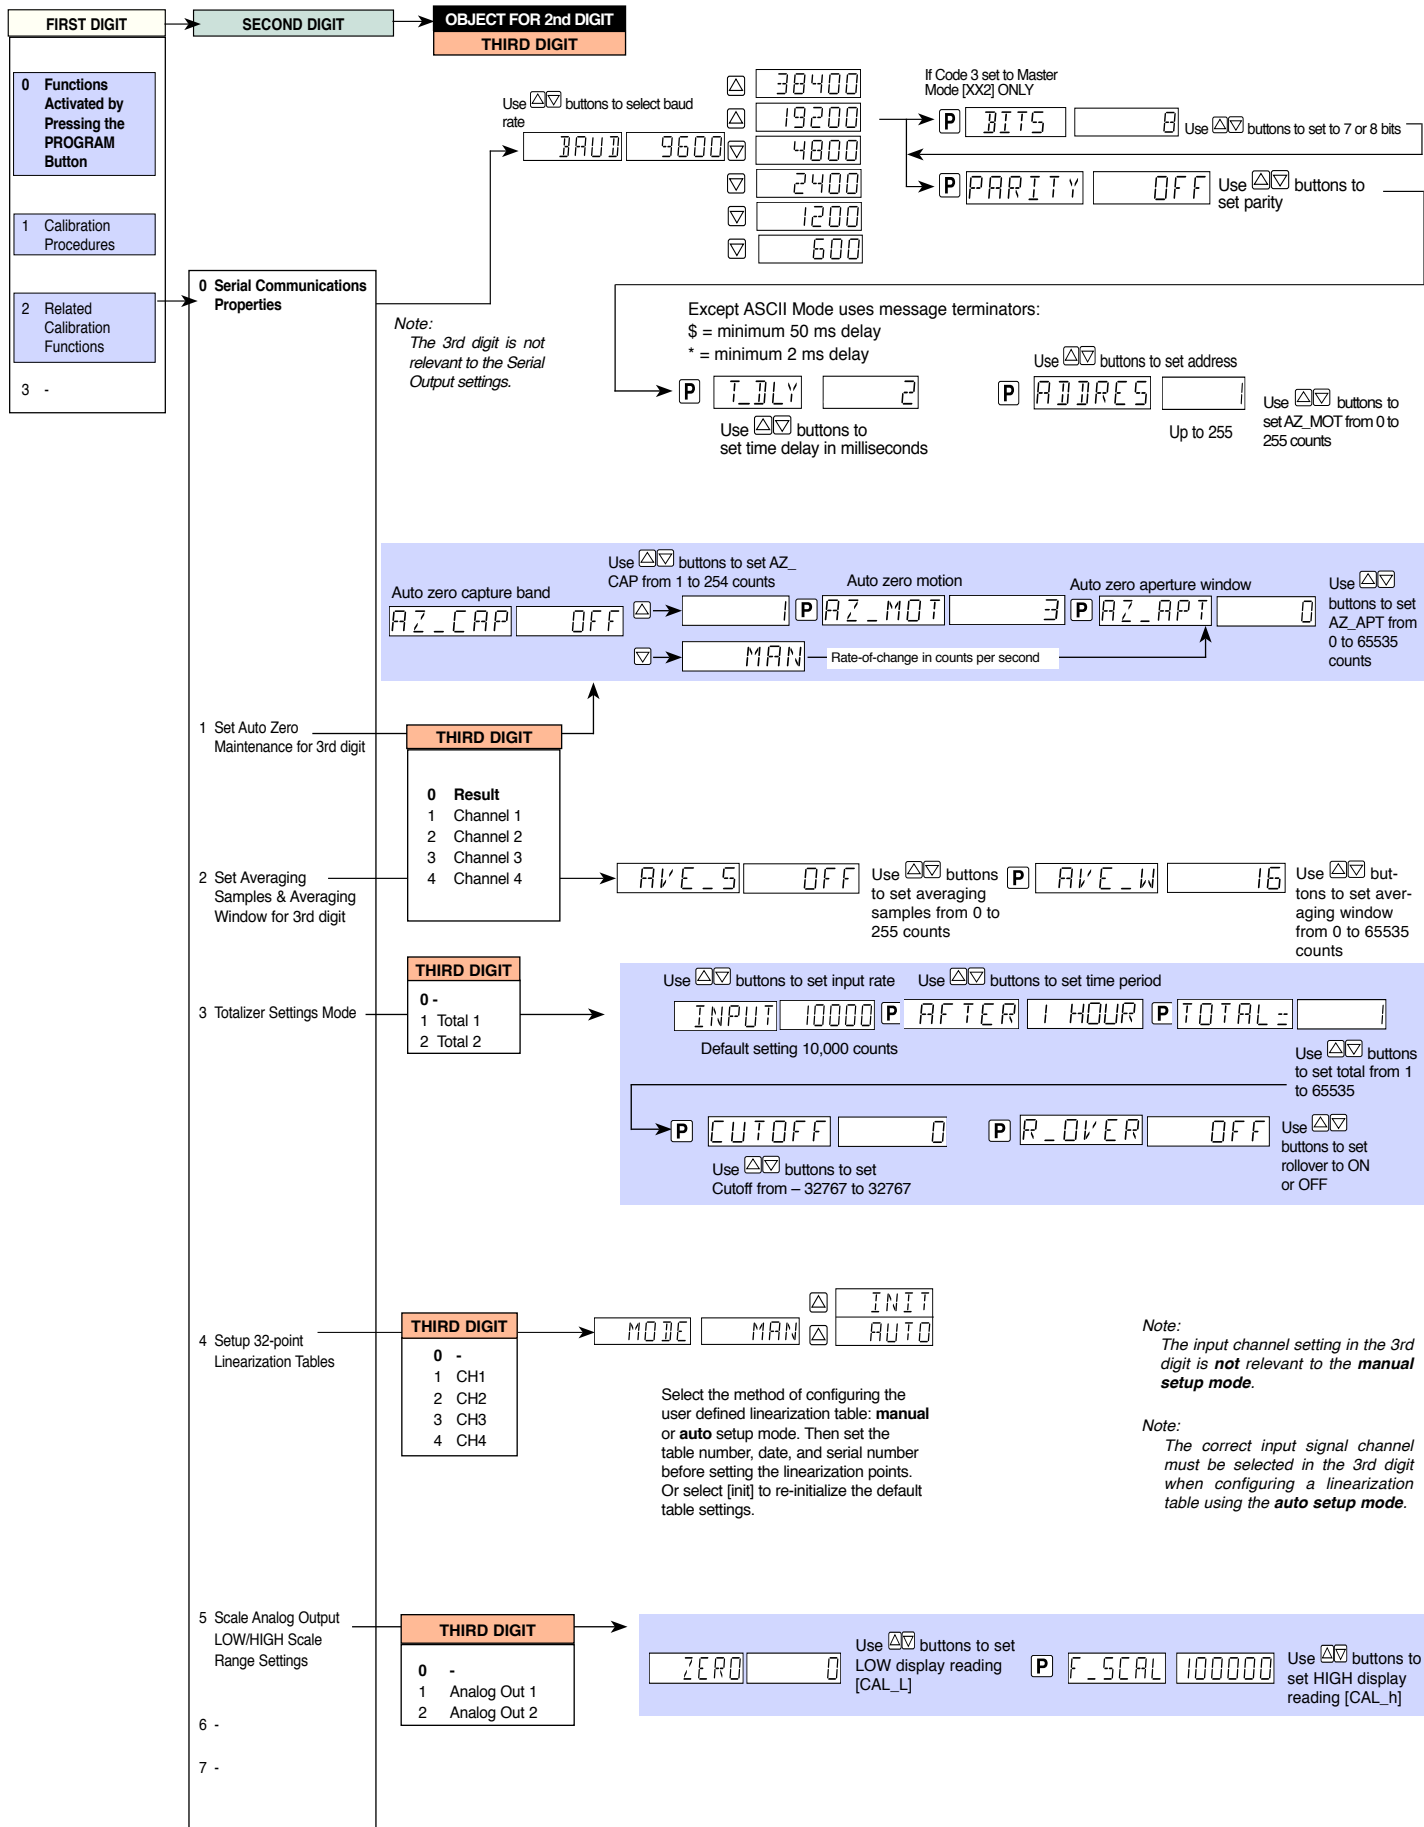 FIRST DIGIT
SECOND DIGIT
OBJECT FOR 2nd DIGIT
THIRD DIGIT
0 Functions
Activated by
Pressing the
PROGRAM
Button
1 Calibration
Procedures
2 Related
Calibration
Functions
3 -
0 Serial Communications
Properties
Note:
The 3rd digit is not
relevant to the Serial
Output settings.
Use buttons to select baud
rate
BAUD 9600
38400
19200
4800
2400
1200
600
If Code 3 set to Master
Mode [XX2] ONLY
P BITS 8 Use buttons to set to 7 or 8 bits
P PARITY OFF Use buttons to
set parity
Except ASCII Mode uses message terminators:
$ = minimum 50 ms delay
* = minimum 2 ms delay
P T_DLY 2
Use buttons to
set time delay in milliseconds
Use buttons to set address
P ADDRES 1
Up to 255
Use buttons to
set AZ_MOT from 0 to
255 counts
Auto zero capture band
AZ_CAP OFF
Use buttons to set AZ_
CAP from 1 to 254 counts
1
Auto zero motion
P AZ_MOT 3
Auto zero aperture window
P AZ_APT 0
Use
buttons to set
AZ_APT from
0 to 65535
counts
MAN
Rate-of-change in counts per second
1 Set Auto Zero
Maintenance for 3rd digit
THIRD DIGIT
0 Result
1 Channel 1
2 Channel 2
3 Channel 3
4 Channel 4
2 Set Averaging
Samples & Averaging
Window for 3rd digit
AVE_S OFF
Use buttons
to set averaging
samples from 0 to
255 counts
P AVE_W 16
Use but-
tons to set aver-
aging window
from 0 to 65535
counts
3 Totalizer Settings Mode
THIRD DIGIT
0 -
1 Total 1
2 Total 2
Use buttons to set input rate
Use buttons to set time period
INPUT 10000 P AFTER 1 HOUR P TOTAL= 1
Default setting 10,000 counts
Use buttons
to set total from 1
to 65535
P CUTOFF 0
Use buttons to set
Cutoff from – 32767 to 32767
P R_OVER OFF
Use
buttons to set
rollover to ON
or OFF
4 Setup 32-point
Linearization Tables
THIRD DIGIT
0 -
1 CH1
2 CH2
3 CH3
4 CH4
MODE MAN
INIT
AUTO
Select the method of configuring the
user defined linearization table: manual
or auto setup mode. Then set the
table number, date, and serial number
before setting the linearization points.
Or select [init] to re-initialize the default
table settings.
Note:
The input channel setting in the 3rd
digit is not relevant to the manual
setup mode.
Note:
The correct input signal channel
must be selected in the 3rd digit
when configuring a linearization
table using the auto setup mode.
5 Scale Analog Output
LOW/HIGH Scale
Range Settings
THIRD DIGIT
0 -
1 Analog Out 1
2 Analog Out 2
ZERO 0
Use buttons to set
LOW display reading
[CAL_L]
P F_SCAL 100000
Use buttons to
set HIGH display
reading [CAL_h]
6 -
7 -